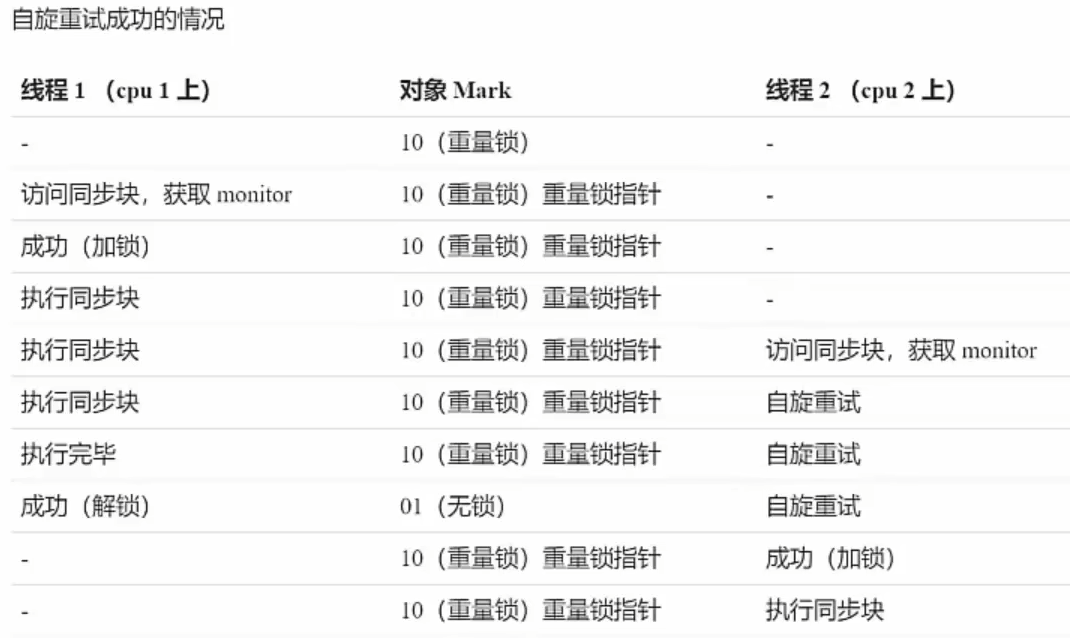 自旋重试成功的情况
线程 1 （cpu 1 上） 对象 Mark 线程 2 （cpu 2 上）
- 10（重量锁） -
访问同步块，获取 monitor 10（重量锁）重量锁指针 -
成功（加锁） 10（重量锁）重量锁指针 -
执行同步块 10（重量锁）重量锁指针 -
执行同步块 10（重量锁）重量锁指针 访问同步块，获取 monitor
执行同步块 10（重量锁）重量锁指针 自旋重试
执行完毕 10（重量锁）重量锁指针 自旋重试
成功（解锁） 01（无锁） 自旋重试
- 10（重量锁）重量锁指针 成功（加锁）
- 10（重量锁）重量锁指针 执行同步块